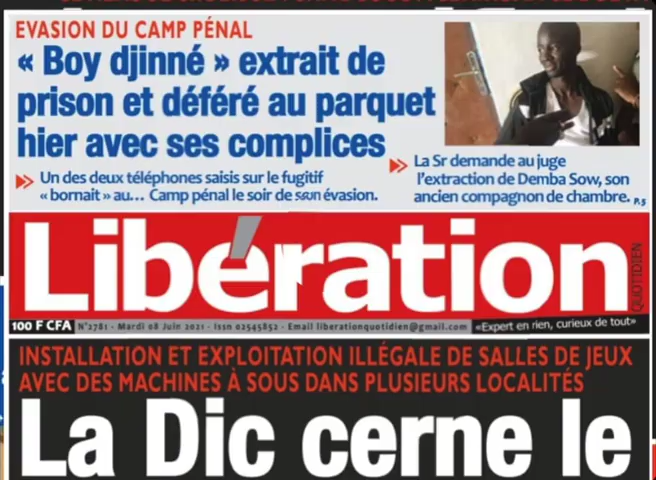 EVASION DU CAMP PÉNAL
« Boy djinné » extrait de
prison et déféré au parquet
hier avec ses complices
Un des deux téléphones saisis sur le fugitif
« bornait » au... Camp pénal le soir de son évasion.
La Sr demande au juge
l'extraction de Demba Sow, son
ancien compagnon de chambre. P.5
Libération
QUOTIDIEN
100 F CFA N°2781 - Mardi 08 Juin 2021 - Issn 02545852 - Email liberationquotidien@gmail.com «Expert en rien, curieux de tout»
INSTALLATION ET EXPLOITATION ILLÉGALE DE SALLES DE JEUX
AVEC DES MACHINES À SOUS DANS PLUSIEURS LOCALITÉS
La Dic cerne le